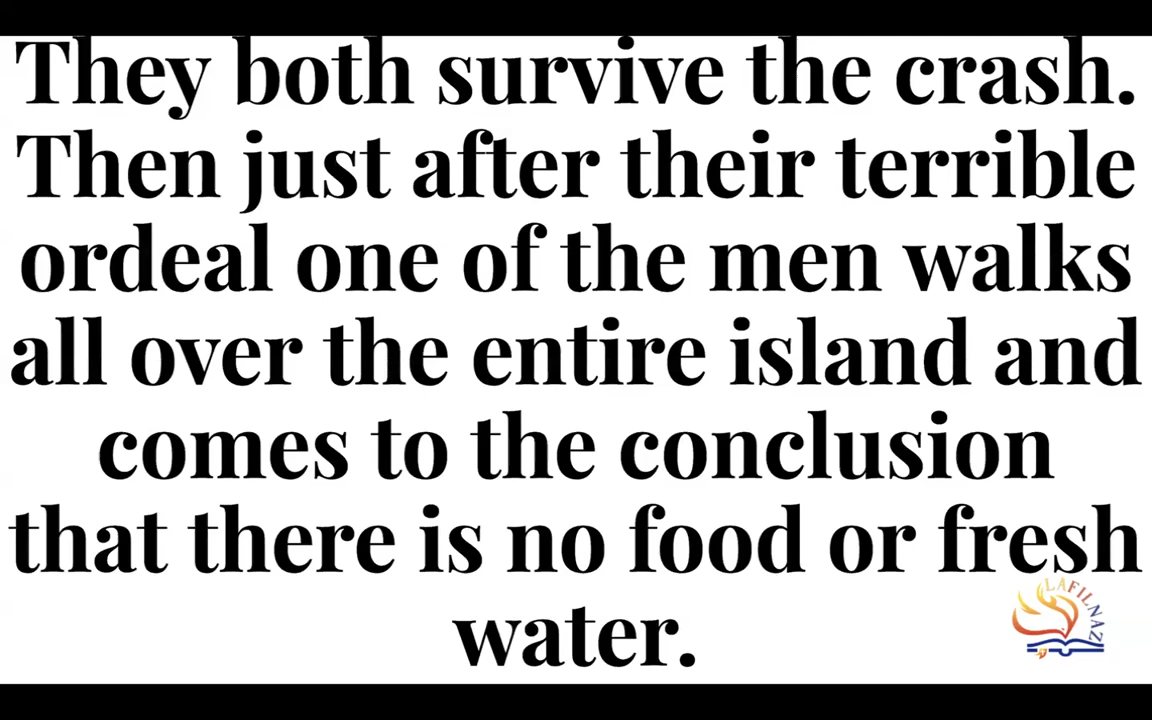 They both survive the crash.
Then just after their terrible
ordeal one of the men walks
all over the entire island and
comes to the conclusion
that there is no food or fresh
water.
LAFILNAZ